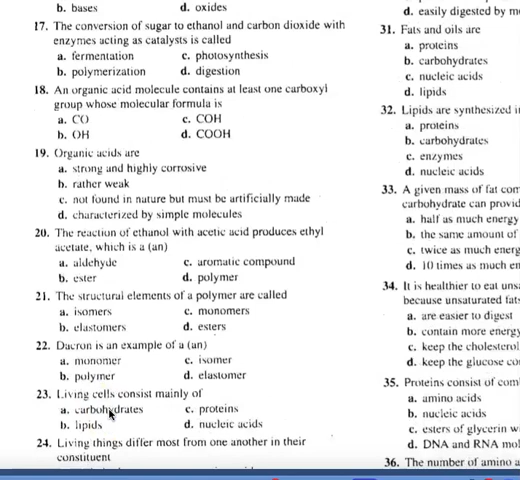 b. bases d. oxides
17. The conversion of sugar to ethanol and carbon dioxide with
enzymes acting as catalysts is called
a. fermentation c. photosynthesis
b. polymerization d. digestion
18. An organic acid molecule contains at least one carboxyl
group whose molecular formula is
a. CO c. COH
b. OH d. COOH
19. Organic acids are
a. strong and highly corrosive
b. rather weak
c. not found in nature but must be artificially made
d. characterized by simple molecules
20. The reaction of ethanol with acetic acid produces ethyl
acetate, which is a (an)
a. aldehyde c. aromatic compound
b. ester d. polymer
21. The structural elements of a polymer are called
a. isomers c. monomers
b. elastomers d. esters
22. Dacron is an example of a (an)
a. monomer c. isomer
b. polymer d. elastomer
23. Living cells consist mainly of
a. carbohydrates c. proteins
b. lipids d. nucleic acids
24. Living things differ most from one another in their
constituent
d. easily digested by m
31. Fats and oils are
a. proteins
b. carbohydrates
c. nucleic acids
d. lipids
32. Lipids are synthesized i
a. proteins
b. carbohydrates
c. enzymes
d. nucleic acids
33. A given mass of fat com
carbohydrate can provid
a. half as much energy
b. the same amount of
c. twice as much energ
d. 10 times as much en
34. It is healthier to eat uns
because unsaturated fat
a. are easier to digest
b. contain more energy
c. keep the cholesterol
d. keep the glucose co
35. Proteins consist of com
a. amino acids
b. nucleic acids
c. esters of glycerin w
d. DNA and RNA mol
36. The number of amino a